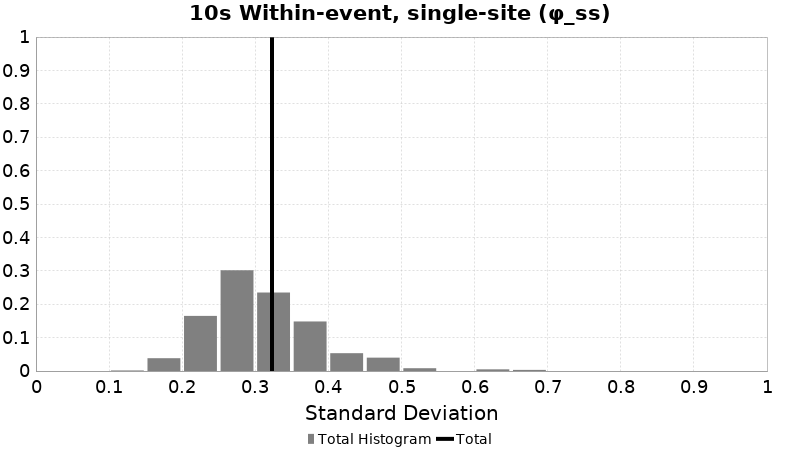 10s Within-event, single-site (φ_ss)
1
0.9
0.8
0.7
0.6
0.5
0.4
0.3
0.2
0.1
0
0 0.1 0.2 0.3 0.4 0.5 0.6 0.7 0.8 0.9 1
Standard Deviation
Total Histogram Total